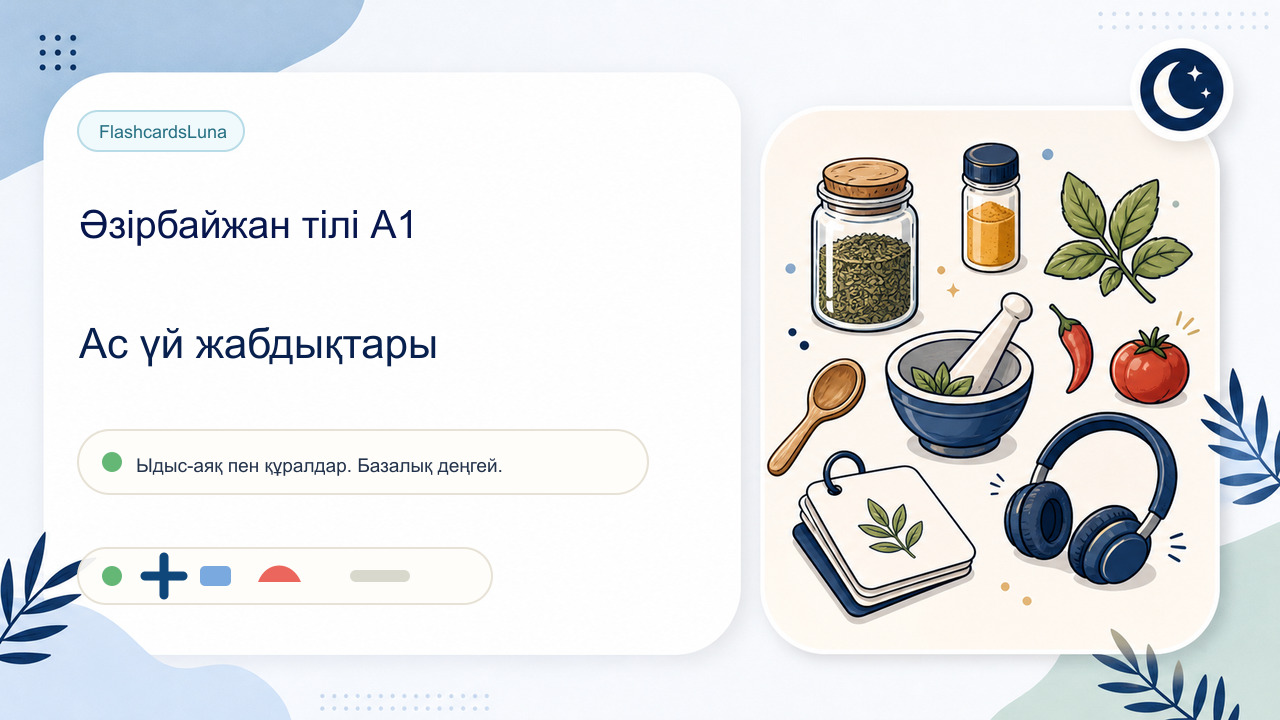 FlashcardsLuna
Әзірбайжан тілі A1
Ас үй жабдықтары
Ыдыс-аяқ пен құралдар. Базалық деңгей.